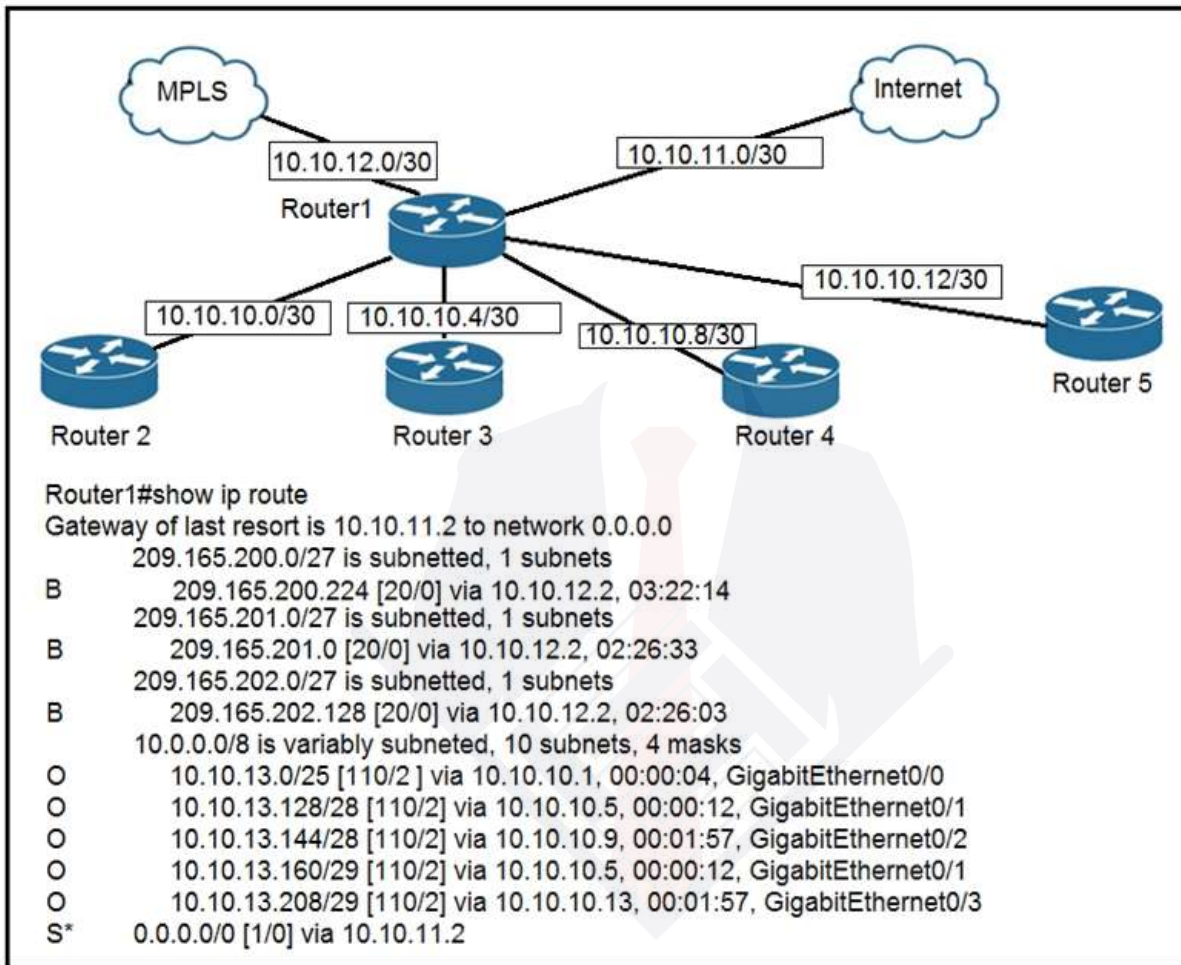 MPLS
Internet
10.10.12.0/30
10.10.11.0/30
Router1
10.10.10.12/30
10.10.10.0/30
10.10.10.4/30
10.10.10.8/30
Router 5
Router 2
Router 3
Router 4
Router1#show ip route
Gateway of last resort is 10.10.11.2 to network 0.0.0.0
209.165.200.0/27 is subnetted, 1 subnets
B 209.165.200.224 [20/0] via 10.10.12.2, 03:22:14
209.165.201.0/27 is subnetted, 1 subnets
B 209.165.201.0 [20/0] via 10.10.12.2, 02:26:33
209.165.202.0/27 is subnetted, 1 subnets
B 209.165.202.128 [20/0] via 10.10.12.2, 02:26:03
10.0.0.0/8 is variably subneted, 10 subnets, 4 masks
O 10.10.13.0/25 [110/2 ] via 10.10.10.1, 00:00:04, GigabitEthernet0/0
O 10.10.13.128/28 [110/2] via 10.10.10.5, 00:00:12, GigabitEthernet0/1
O 10.10.13.144/28 [110/2] via 10.10.10.9, 00:01:57, GigabitEthernet0/2
O 10.10.13.160/29 [110/2] via 10.10.10.5, 00:00:12, GigabitEthernet0/1
O 10.10.13.208/29 [110/2] via 10.10.10.13, 00:01:57, GigabitEthernet0/3
S* 0.0.0.0/0 [1/0] via 10.10.11.2